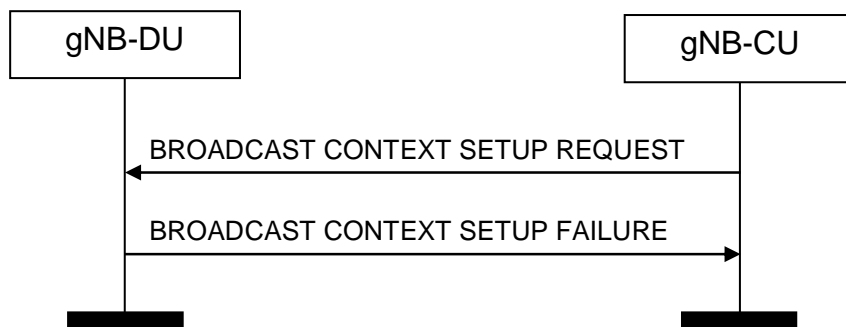 gNB-DU
gNB-CU
BROADCAST CONTEXT SETUP REQUEST
BROADCAST CONTEXT SETUP FAILURE